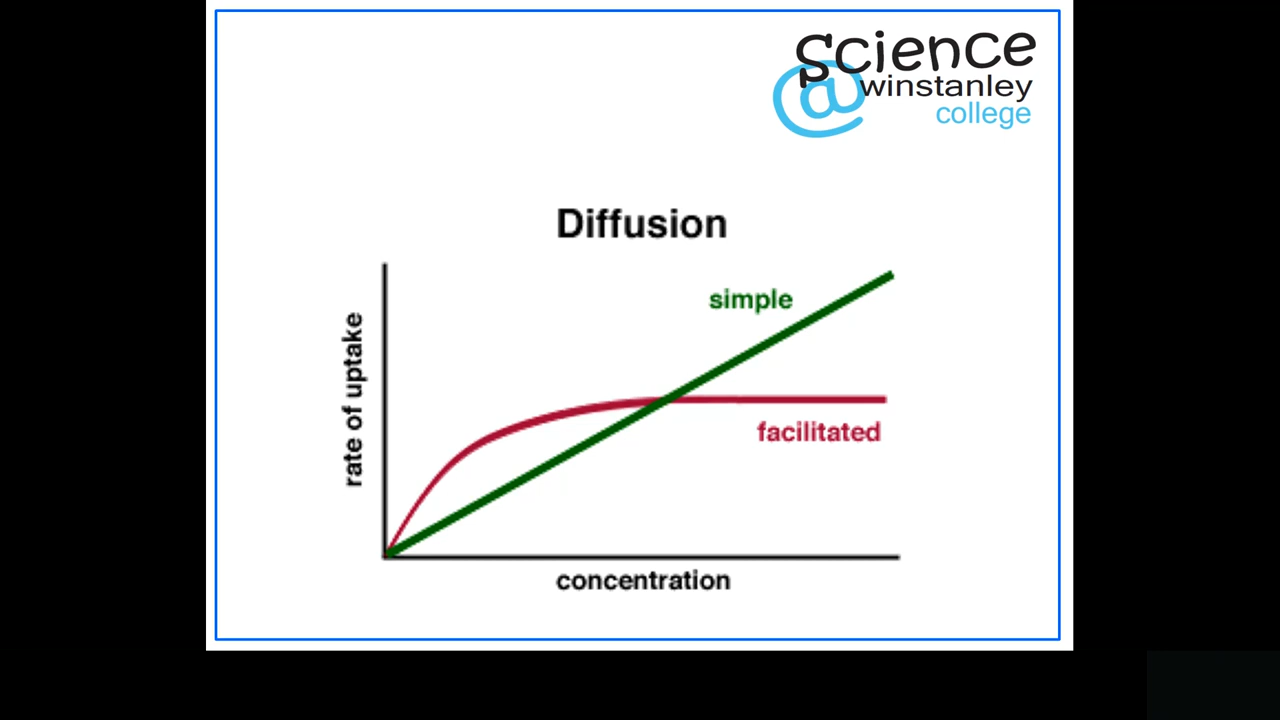 Science
@winstanley
college
Diffusion
simple
rate of uptake
facilitated
concentration